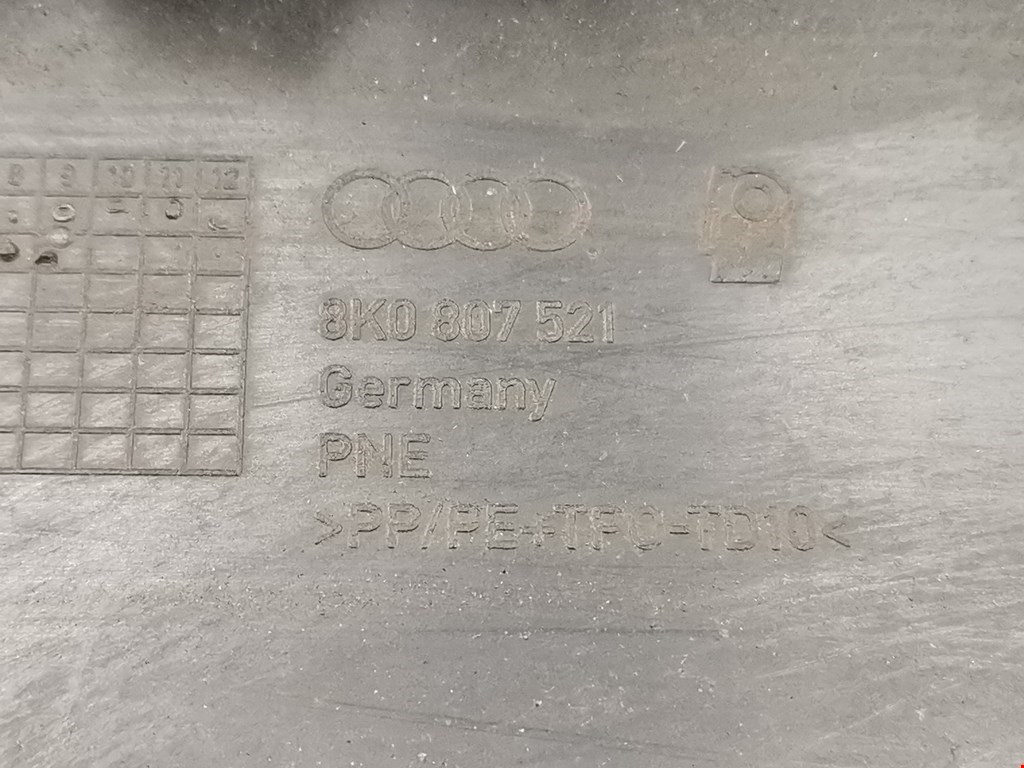 8 9 10 11 12
8K0 807 521
Germany
PNE
>PP/PE+TPO-TD10<